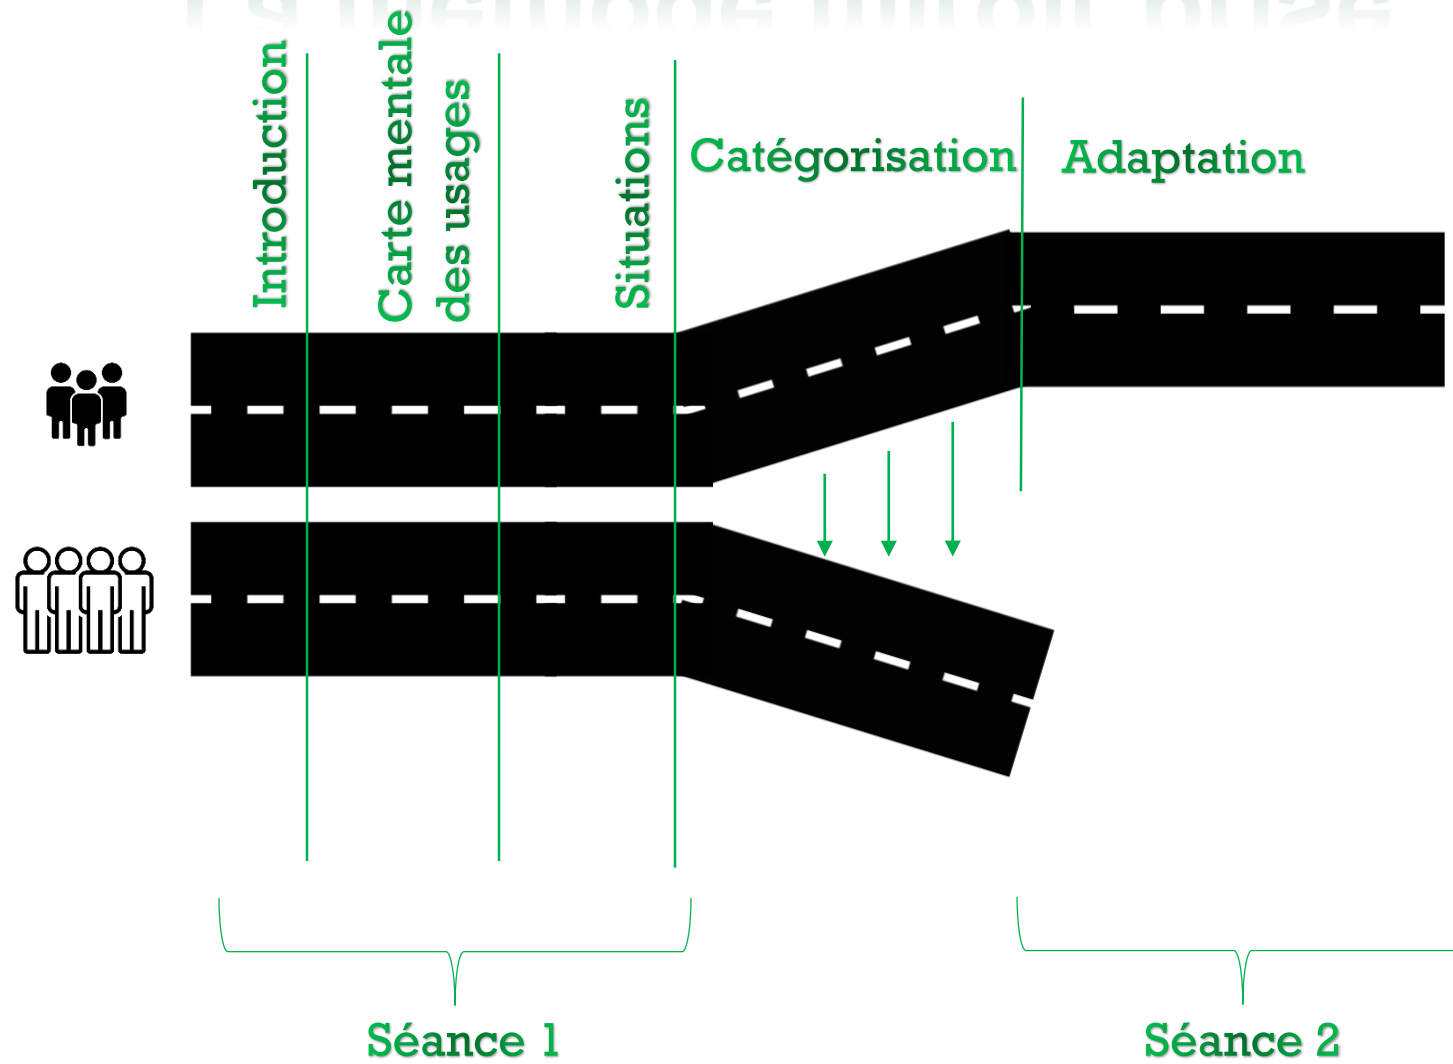 Introduction
Carte mentale
des usages
Situations
Catégorisation
Adaptation
Séance 1
Séance 2